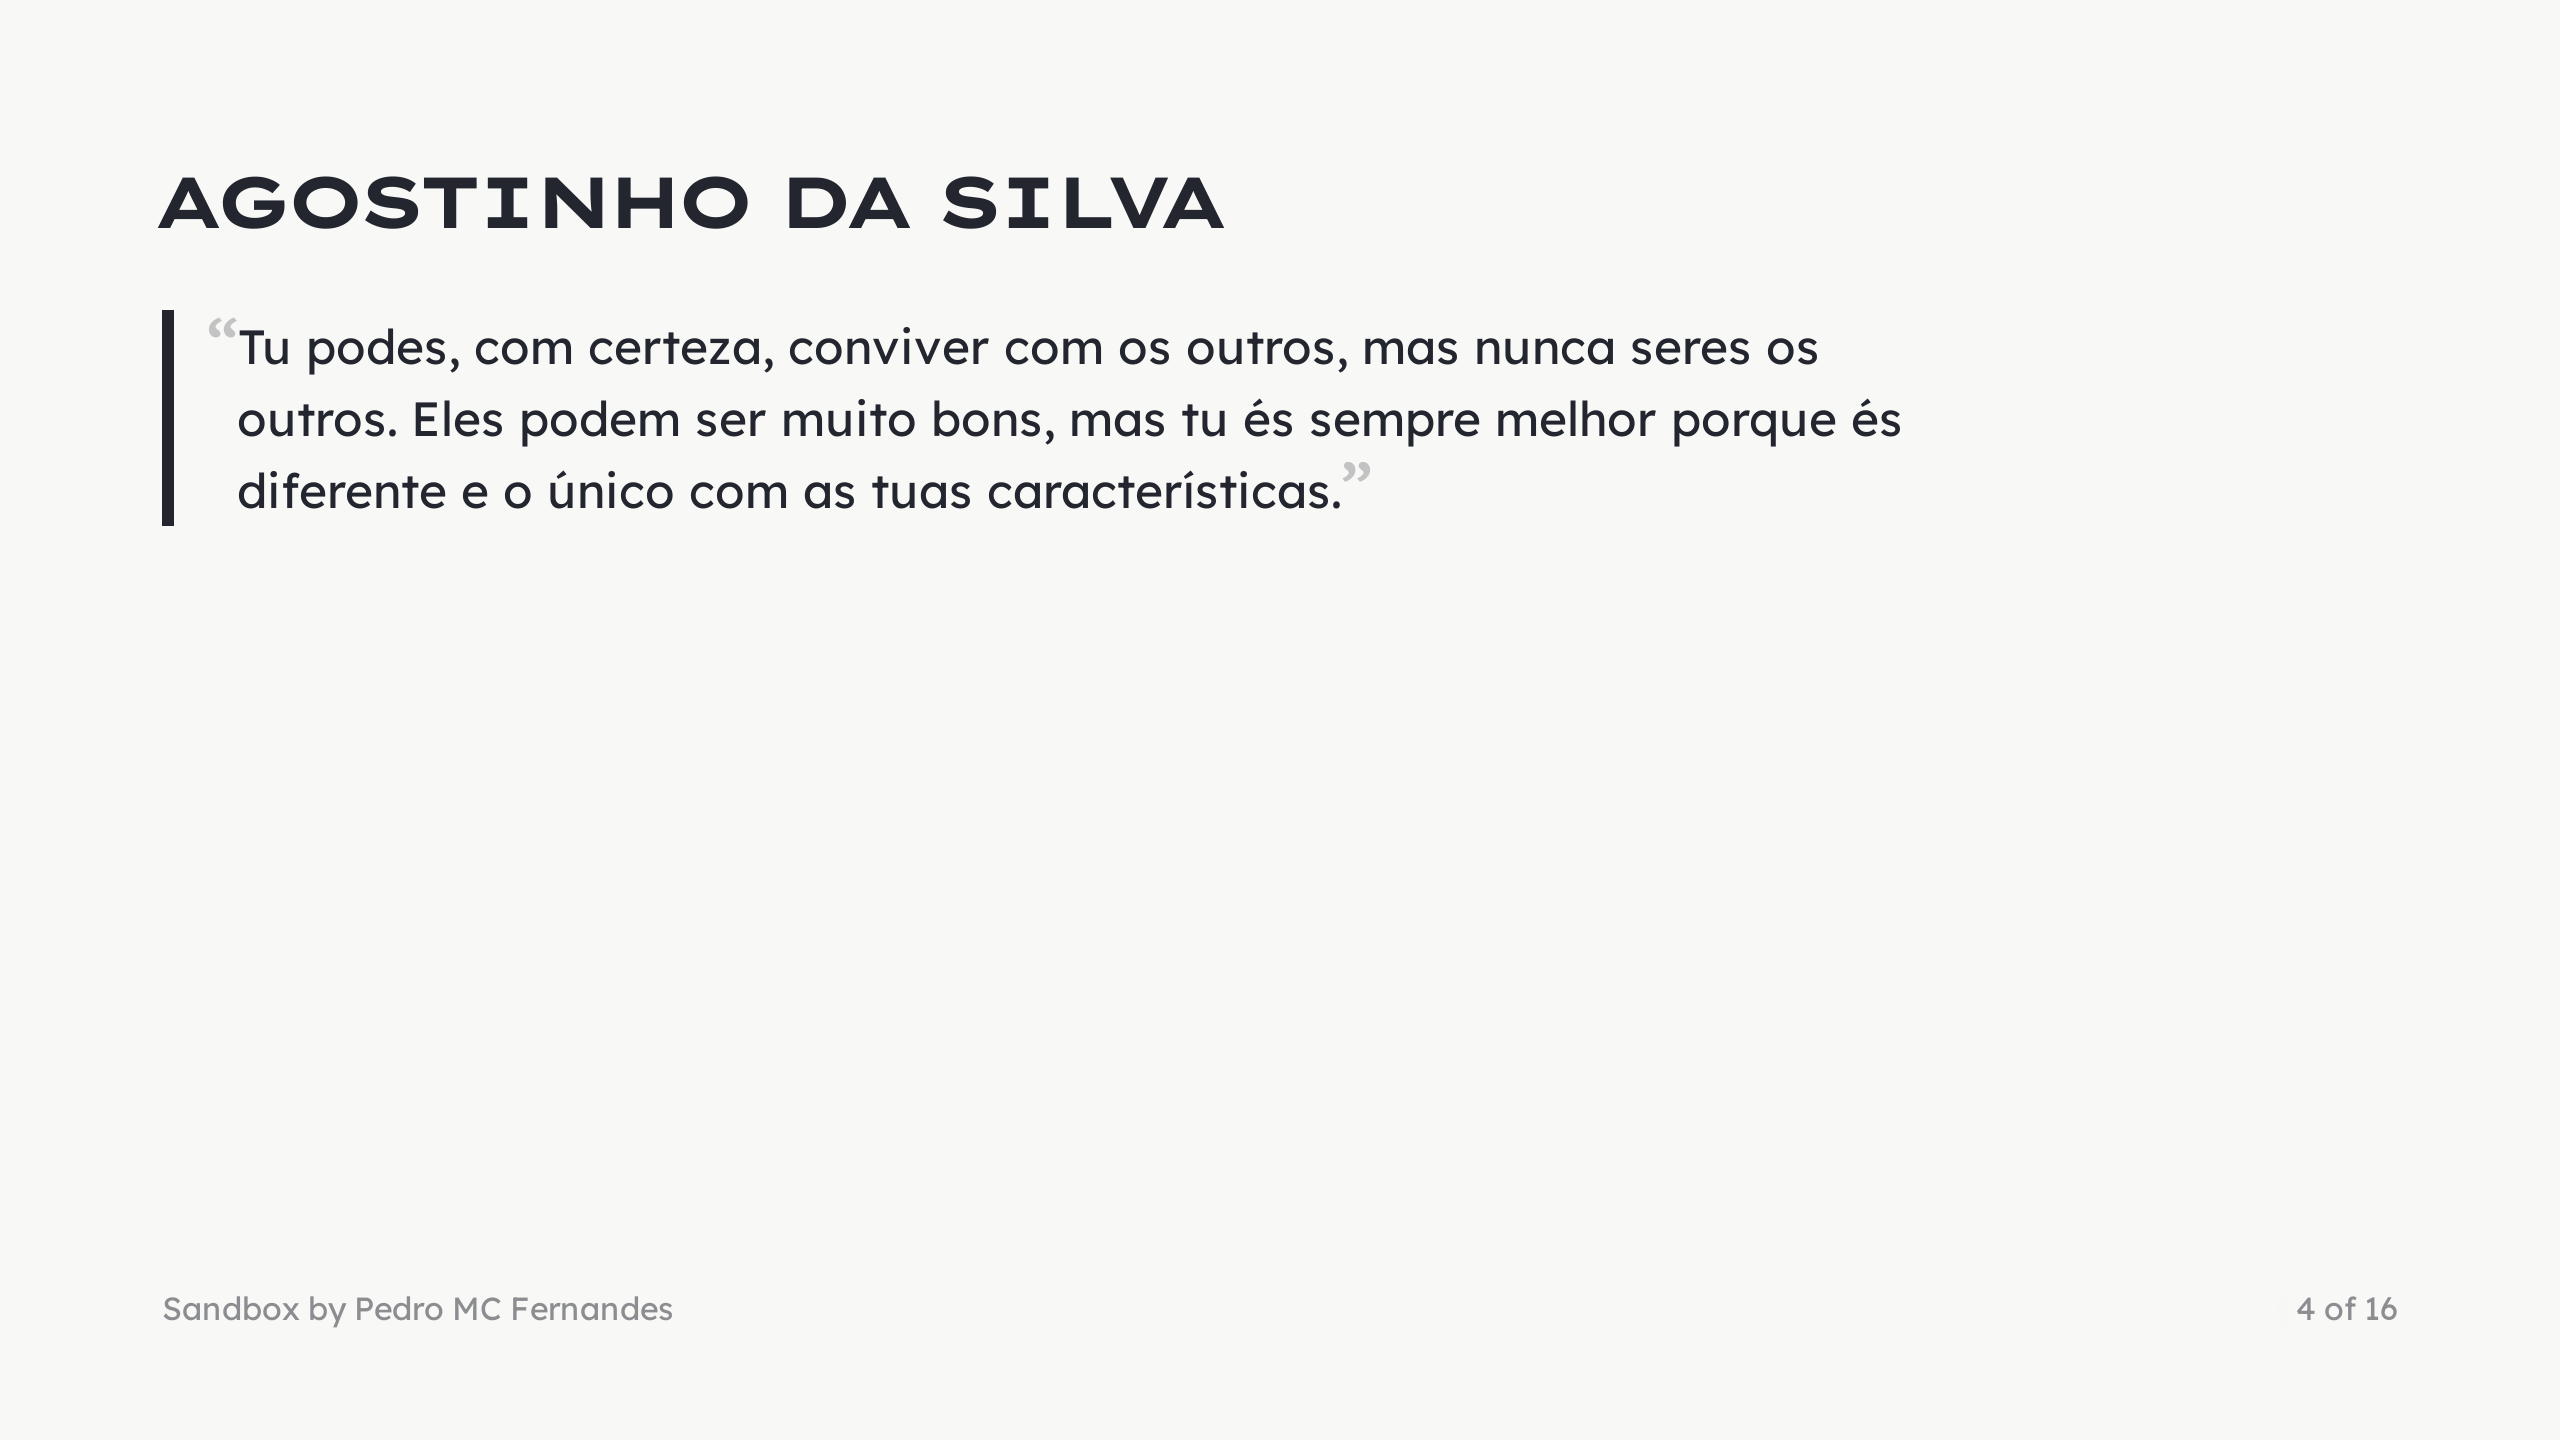 AGOSTINHO DA SILVA
“Tu podes, com certeza, conviver com os outros, mas nunca seres os
outros. Eles podem ser muito bons, mas tu és sempre melhor porque és
diferente e o único com as tuas características.”
Sandbox by Pedro MC Fernandes
4 of 16